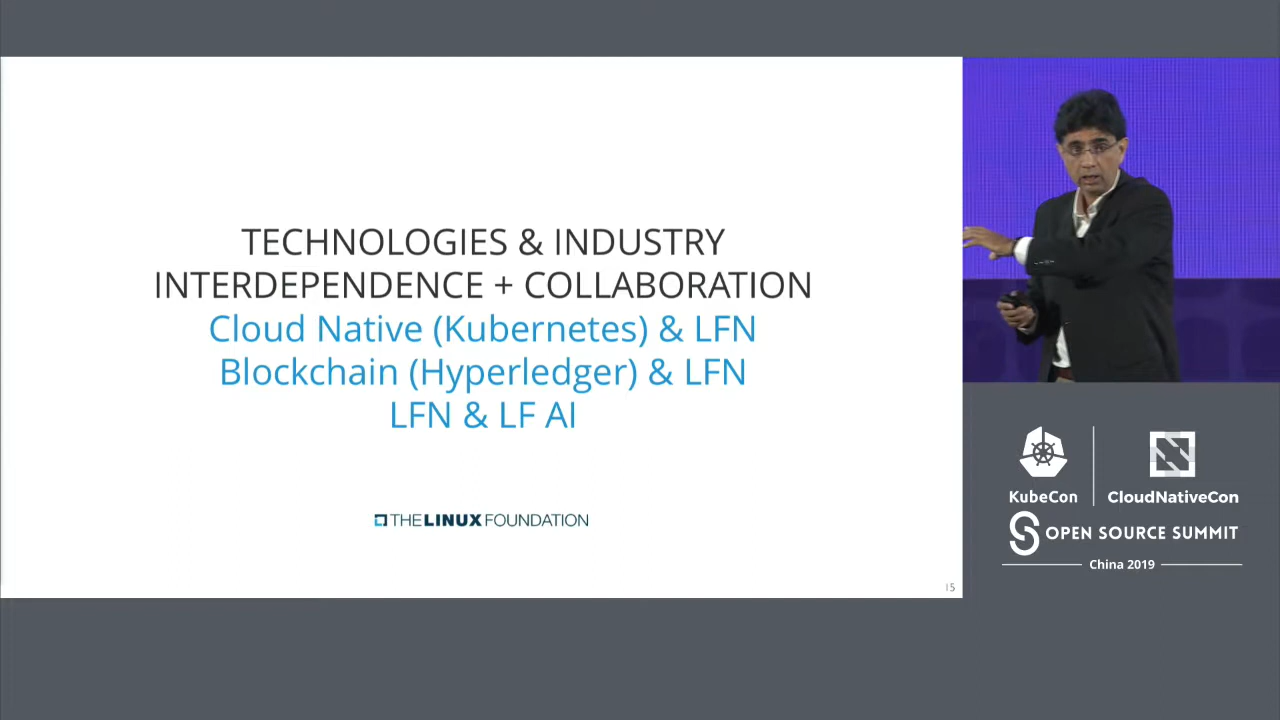 TECHNOLOGIES & INDUSTRY
INTERDEPENDENCE + COLLABORATION
Cloud Native (Kubernetes) & LFN
Blockchain (Hyperledger) & LFN
LFN & LF AI
THE LINUX FOUNDATION
15
KubeCon
CloudNativeCon
OPEN SOURCE SUMMIT
China 2019